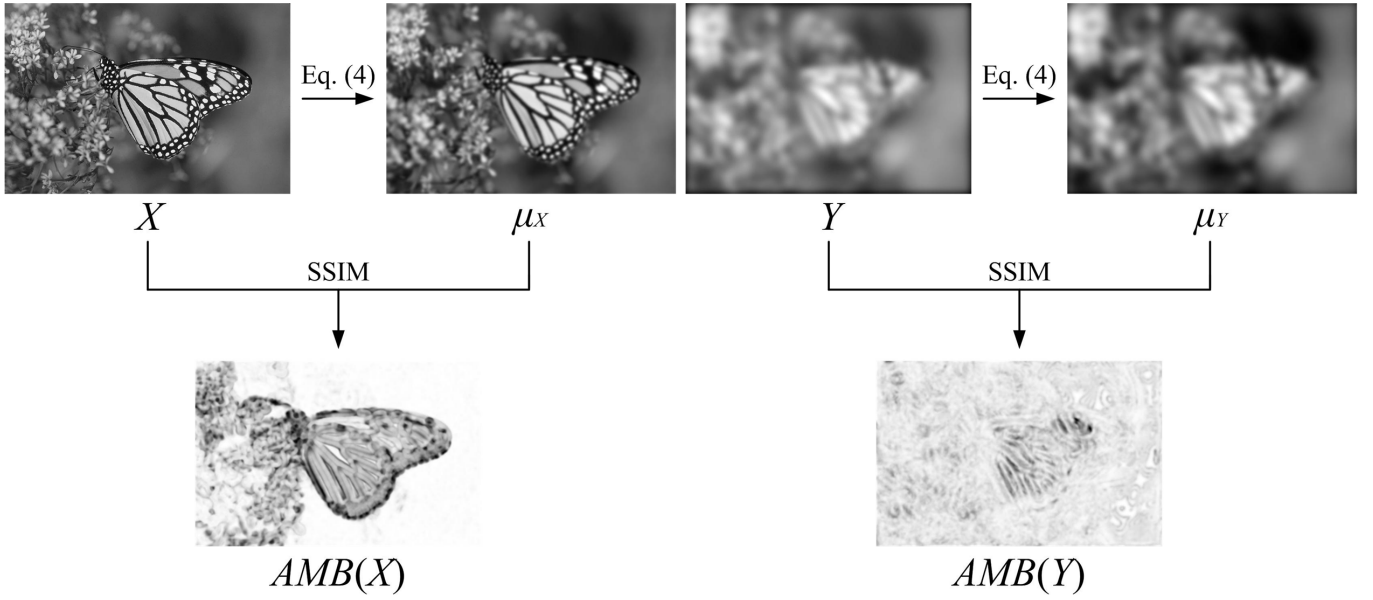 Eq. (4) Eq. (4)
X μX Y μY
SSIM SSIM
AMB(X) AMB(Y)